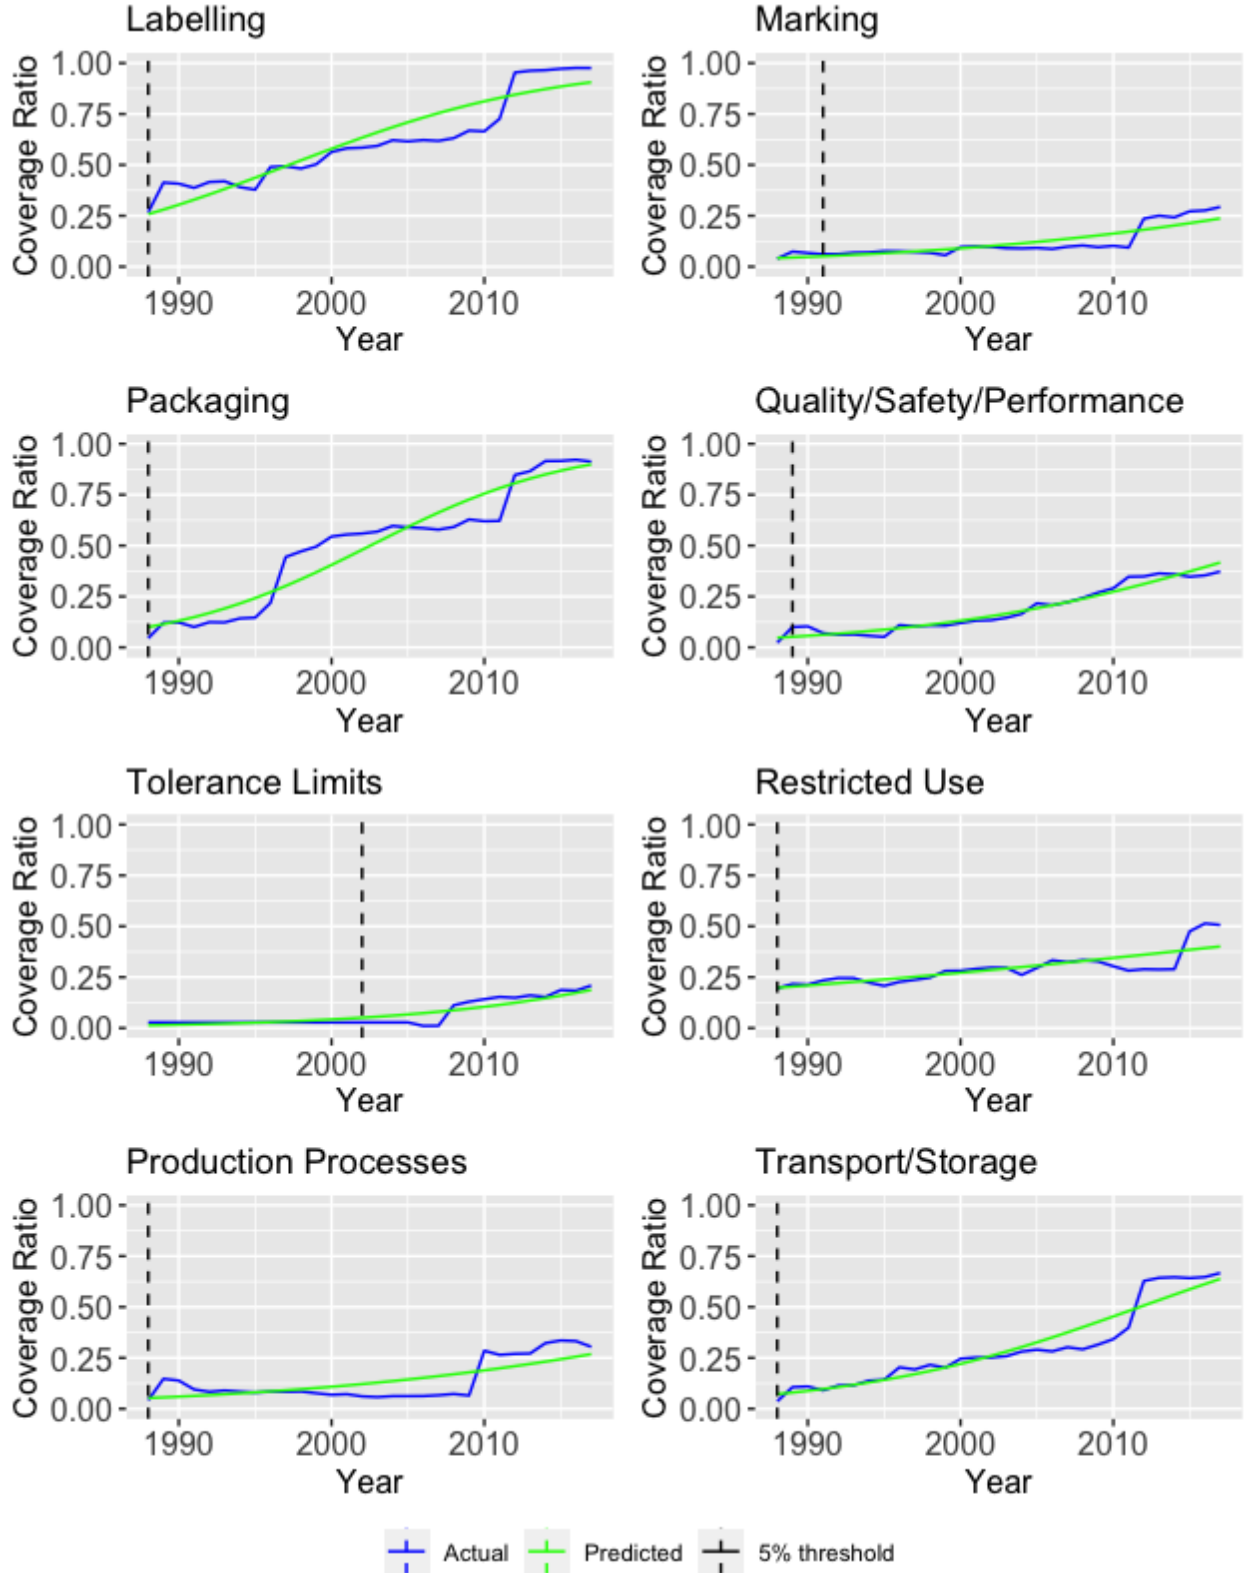 Labelling
Coverage Ratio
1.00
0.75
0.50
0.25
0.00
1990 2000 2010
Year
Marking
Coverage Ratio
1.00
0.75
0.50
0.25
0.00
1990 2000 2010
Year
Packaging
Coverage Ratio
1.00
0.75
0.50
0.25
0.00
1990 2000 2010
Year
Quality/Safety/Performance
Coverage Ratio
1.00
0.75
0.50
0.25
0.00
1990 2000 2010
Year
Tolerance Limits
Coverage Ratio
1.00
0.75
0.50
0.25
0.00
1990 2000 2010
Year
Restricted Use
Coverage Ratio
1.00
0.75
0.50
0.25
0.00
1990 2000 2010
Year
Production Processes
Coverage Ratio
1.00
0.75
0.50
0.25
0.00
1990 2000 2010
Year
Transport/Storage
Coverage Ratio
1.00
0.75
0.50
0.25
0.00
1990 2000 2010
Year
Actual Predicted 5% threshold